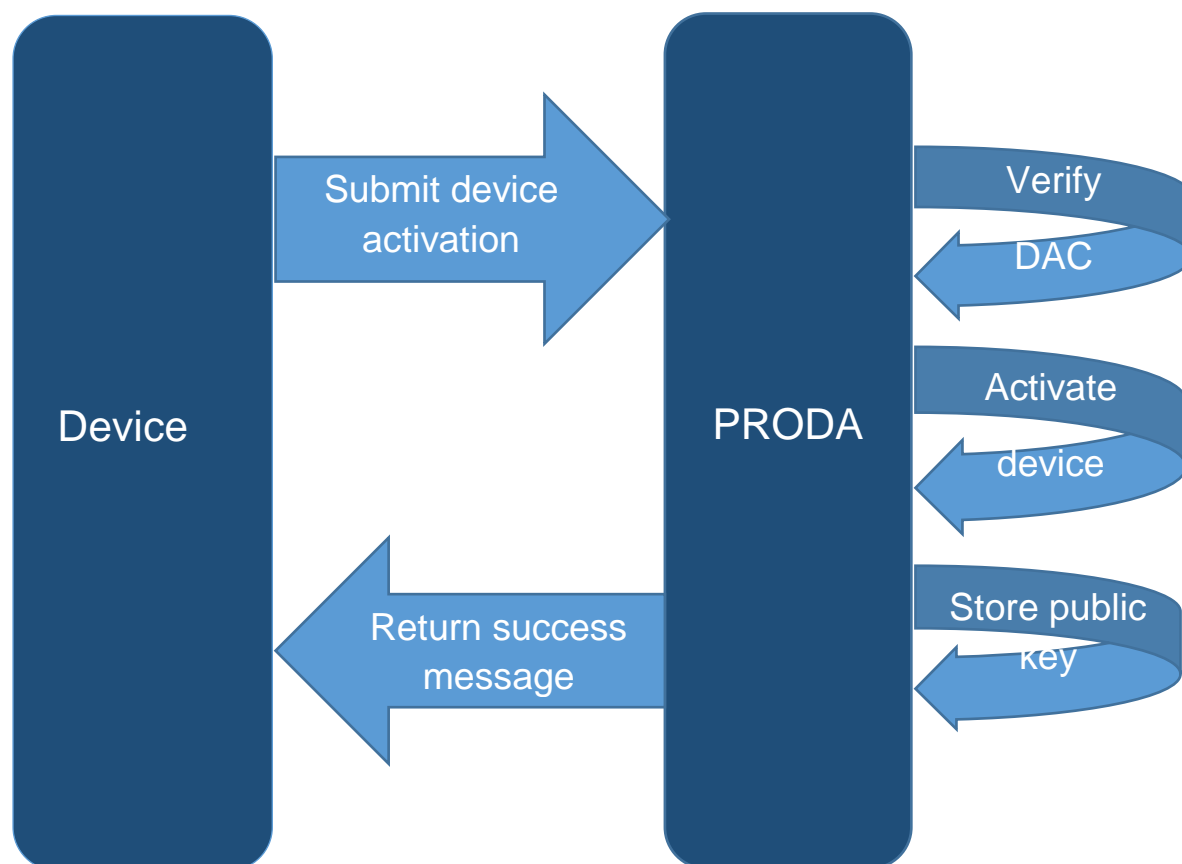 Device
Submit device
activation
PRODA
Verify
DAC
Activate
device
Store public
key
Return success
message